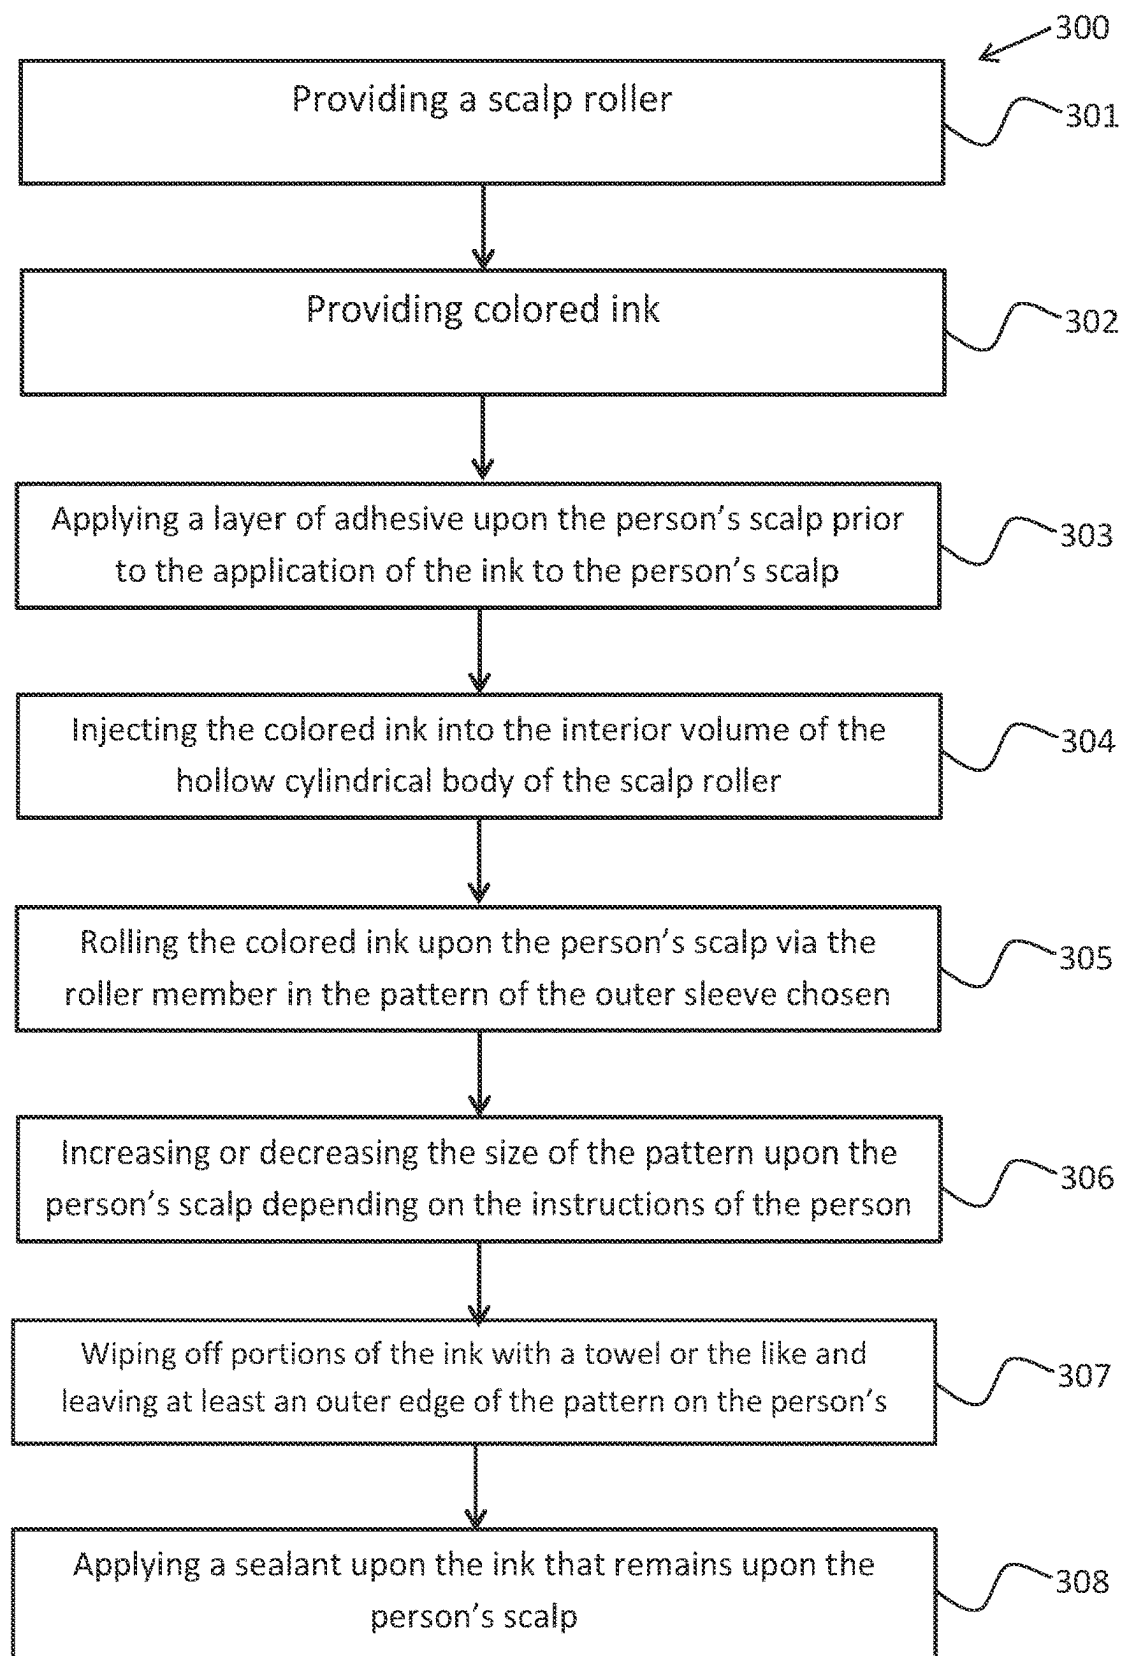 300
Providing a scalp roller
301
Providing colored ink
302
Applying a layer of adhesive upon the person's scalp prior
to the application of the ink to the person's scalp
303
Injecting the colored ink into the interior volume of the
hollow cylindrical body of the scalp roller
304
Rolling the colored ink upon the person's scalp via the
roller member in the pattern of the outer sleeve chosen
305
Increasing or decreasing the size of the pattern upon the
person's scalp depending on the instructions of the person
306
Wiping off portions of the ink with a towel or the like and
leaving at least an outer edge of the pattern on the person's
307
Applying a sealant upon the ink that remains upon the
person's scalp
308